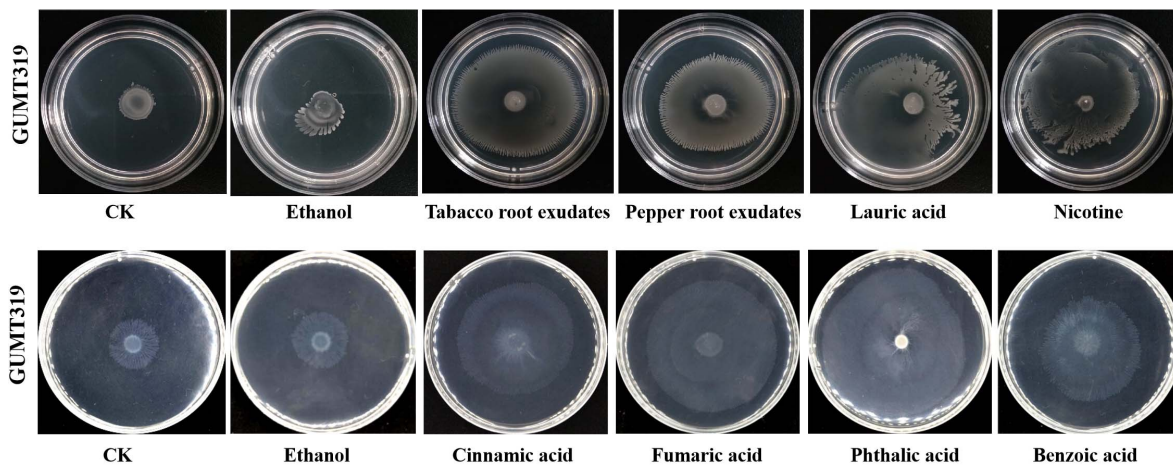 GUMT319
CK Ethanol Tabacco root exudates Pepper root exudates Lauric acid Nicotine
GUMT319
CK Ethanol Cinnamic acid Fumaric acid Phthalic acid Benzoic acid